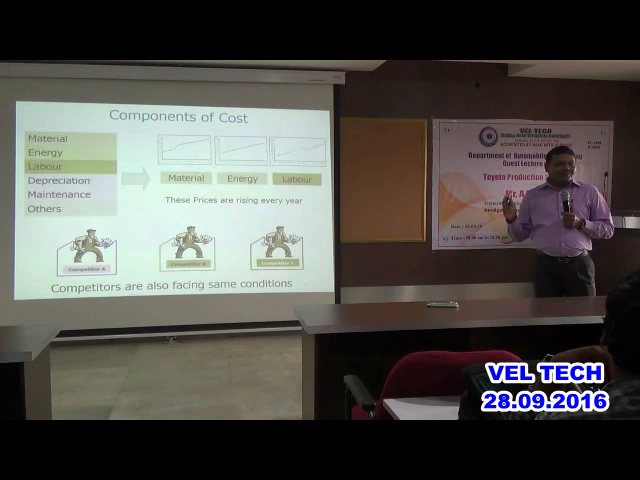 Components of Cost
Material
Energy
Labour
Depreciation
Maintenance
Others
Material Energy Labour
These Prices are rising every year
Competitor A Competitor B Competitor C
Competitors are also facing same conditions
VEL TECH
Department of
Guest Lecture
Toyota Production
Mr. A
VEL TECH
28.09.2016